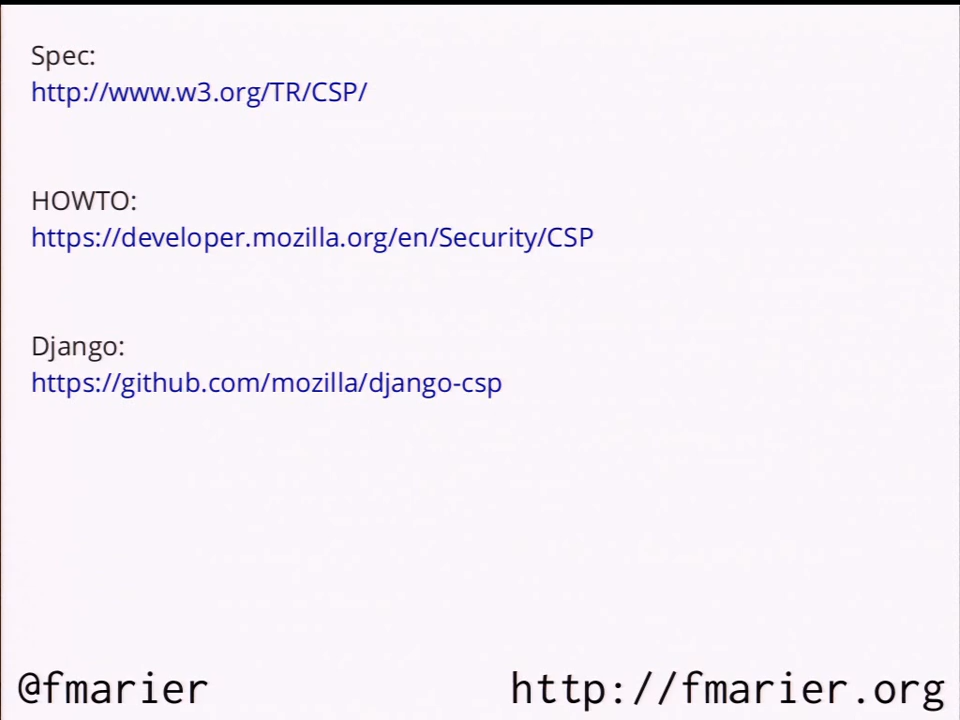 Spec:
http://www.w3.org/TR/CSP/
HOWTO:
https://developer.mozilla.org/en/Security/CSP
Django:
https://github.com/mozilla/django-csp
@fmarier
http://fmarier.org